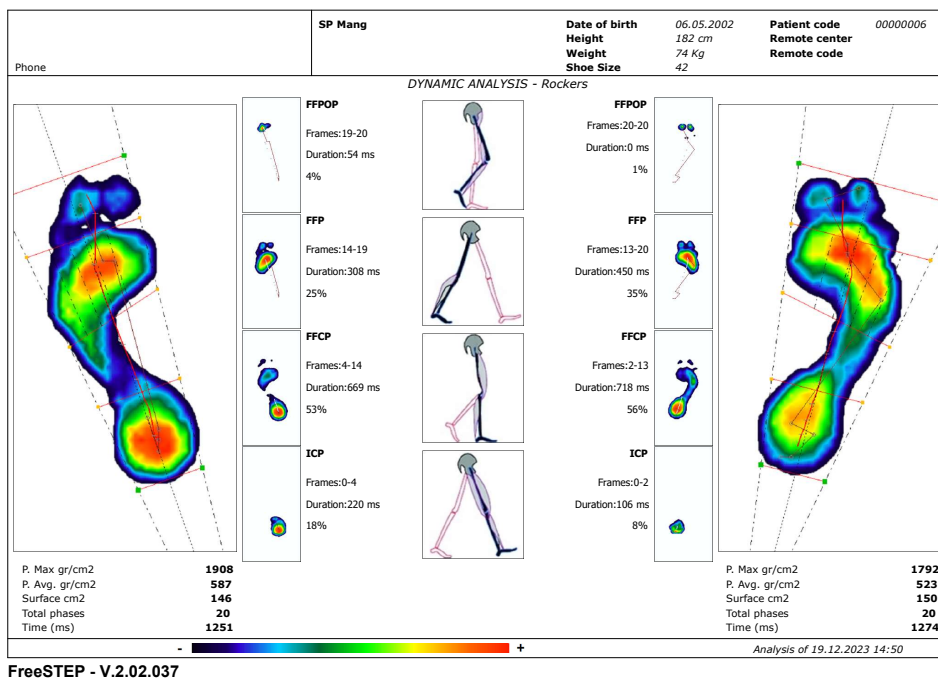 SP Mang
Date of birth 06.05.2002 Patient code 00000006
Height 182 cm Remote center
Weight 74 Kg Remote code
Phone
Shoe Size 42
DYNAMIC ANALYSIS - Rockers
FFPOP
Frames:19-20
Duration:54 ms
4%
FFPOP
Frames:20-20
Duration:0 ms
1%
FFP
Frames:14-19
Duration:308 ms
25%
FFP
Frames:13-20
Duration:450 ms
35%
FFCP
Frames:4-14
Duration:669 ms
53%
FFCP
Frames:2-13
Duration:718 ms
56%
ICP
Frames:0-4
Duration:220 ms
18%
ICP
Frames:0-2
Duration:106 ms
8%
P. Max gr/cm2 1908
P. Avg. gr/cm2 587
Surface cm2 146
Total phases 20
Time (ms) 1251
P. Max gr/cm2 1792
P. Avg. gr/cm2 523
Surface cm2 150
Total phases 20
Time (ms) 1274
- +
Analysis of 19.12.2023 14:50
FreeSTEP - V.2.02.037